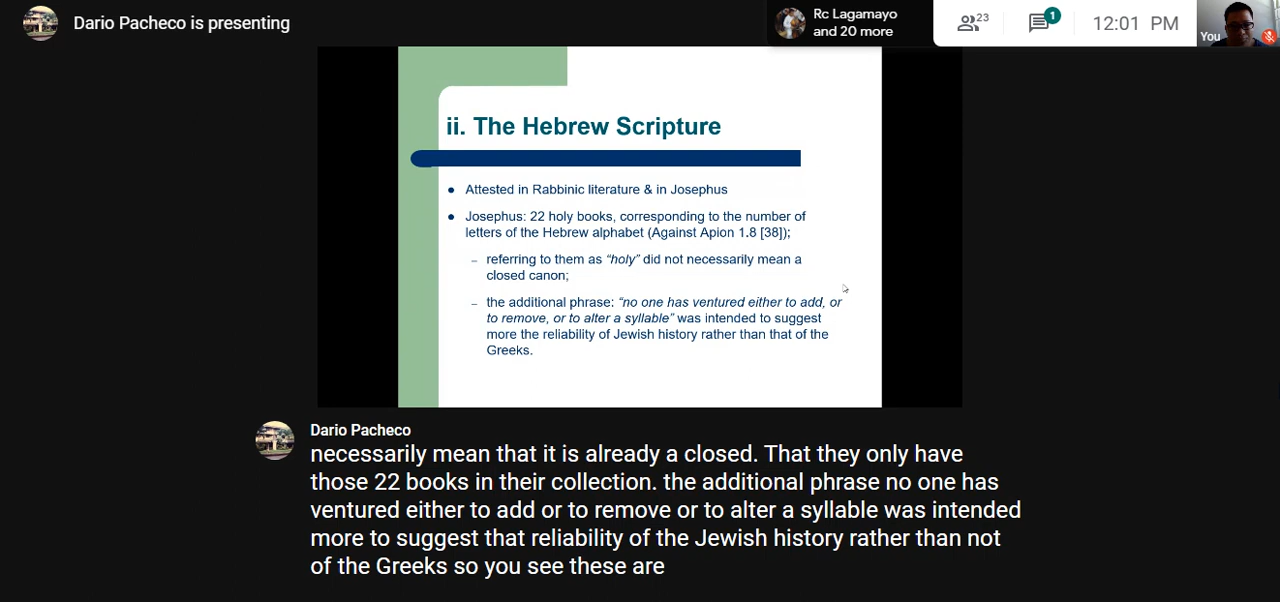 Dario Pacheco is presenting
Rc Lagamayo
and 20 more
23
1
12:01 PM
You
ii. The Hebrew Scripture
● Attested in Rabbinic literature & in Josephus
● Josephus: 22 holy books, corresponding to the number of
letters of the Hebrew alphabet (Against Apion 1.8 [38]);
– referring to them as “holy” did not necessarily mean a
closed canon;
– the additional phrase: “no one has ventured either to add, or
to remove, or to alter a syllable” was intended to suggest
more the reliability of Jewish history rather than that of the
Greeks.
Dario Pacheco
necessarily mean that it is already a closed. That they only have
those 22 books in their collection. the additional phrase no one has
ventured either to add or to remove or to alter a syllable was intended
more to suggest that reliability of the Jewish history rather than not
of the Greeks so you see these are